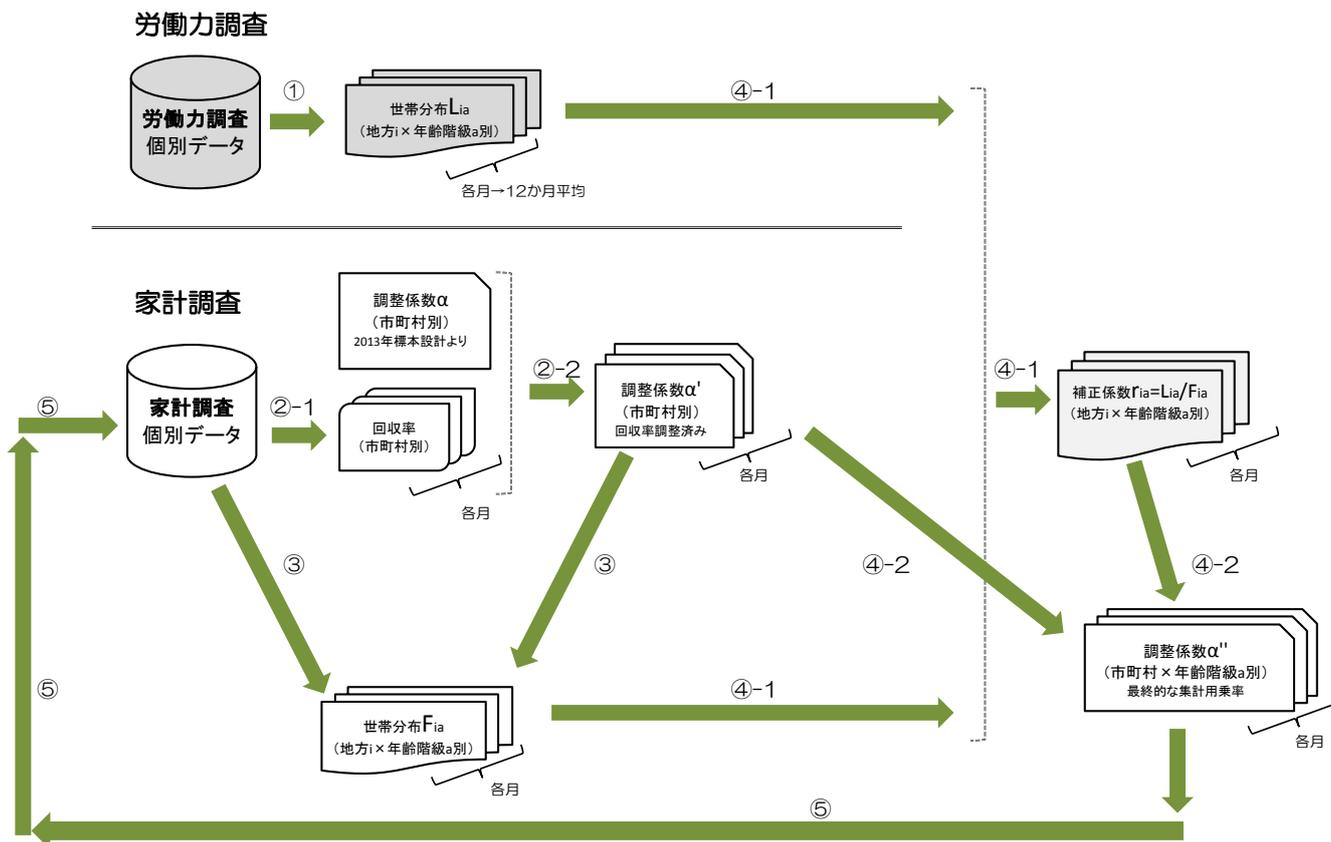 労働力調査
労働力調査
個別データ
①
世帯分布Lia
（地方i×年齢階級a別）
各月→12か月平均
④-1
家計調査
⑤
家計調査
個別データ
②-1
調整係数α
（市町村別）
2013年標本設計より
回収率
（市町村別）
各月
②-2
調整係数α'
（市町村別）
回収率調整済み
各月
④-1
補正係数ria=Lia/Fia
（地方i×年齢階級a別）
各月
③
③
④-2
④-2
⑤
世帯分布Fia
（地方i×年齢階級a別）
各月
④-1
調整係数α''
（市町村×年齢階級a別）
最終的な集計用乗率
各月
⑤